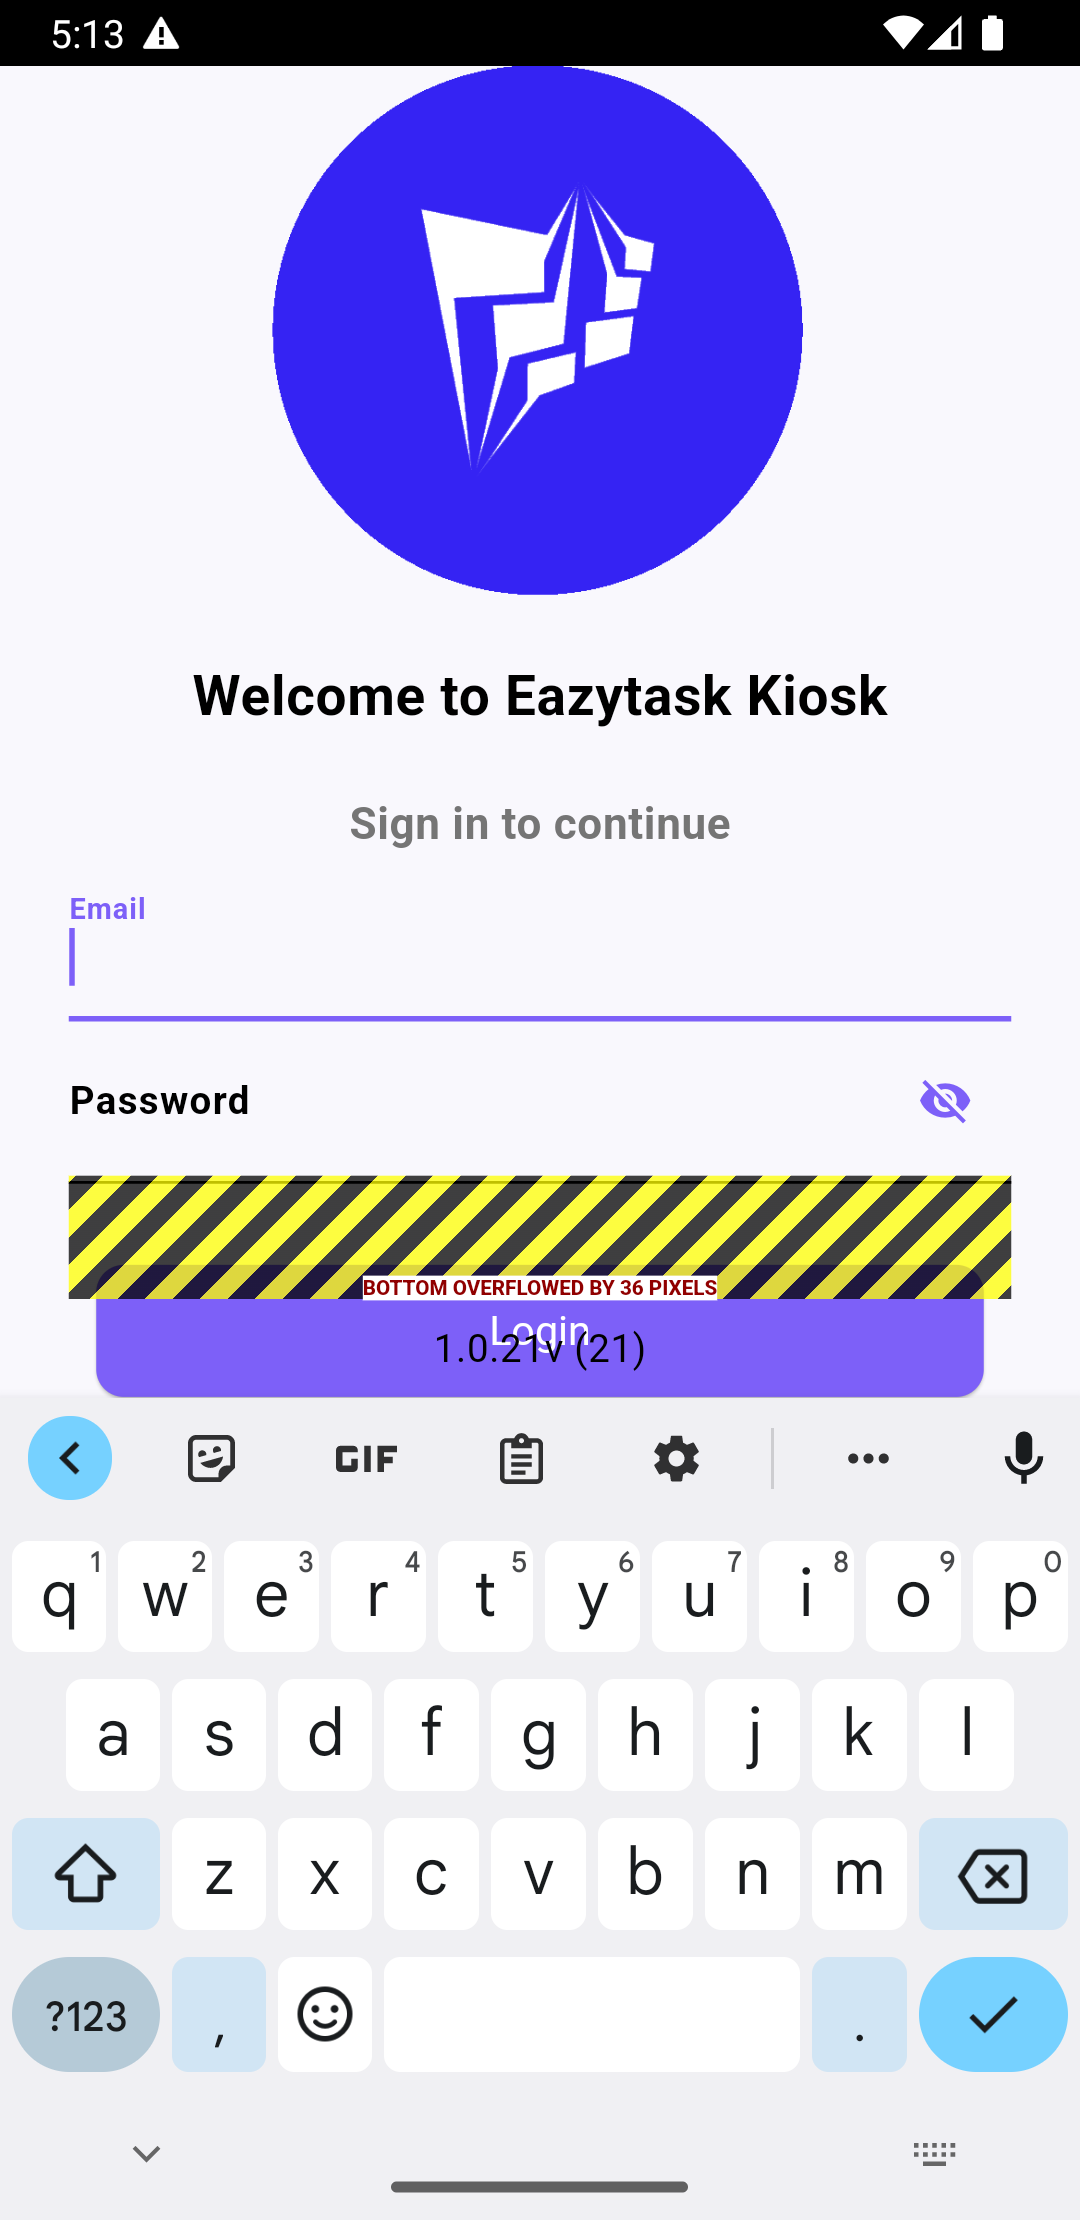 5:13
Welcome to Eazytask Kiosk
Sign in to continue
Email
Password
BOTTOM OVERFLOWED BY 36 PIXELS
Login
1.0.21v (21)
GIF
q 1 w 2 e 3 r 4 t 5 y 6 u 7 i 8 o 9 p 0
a s d f g h j k l
z x c v b n m
?123 , .